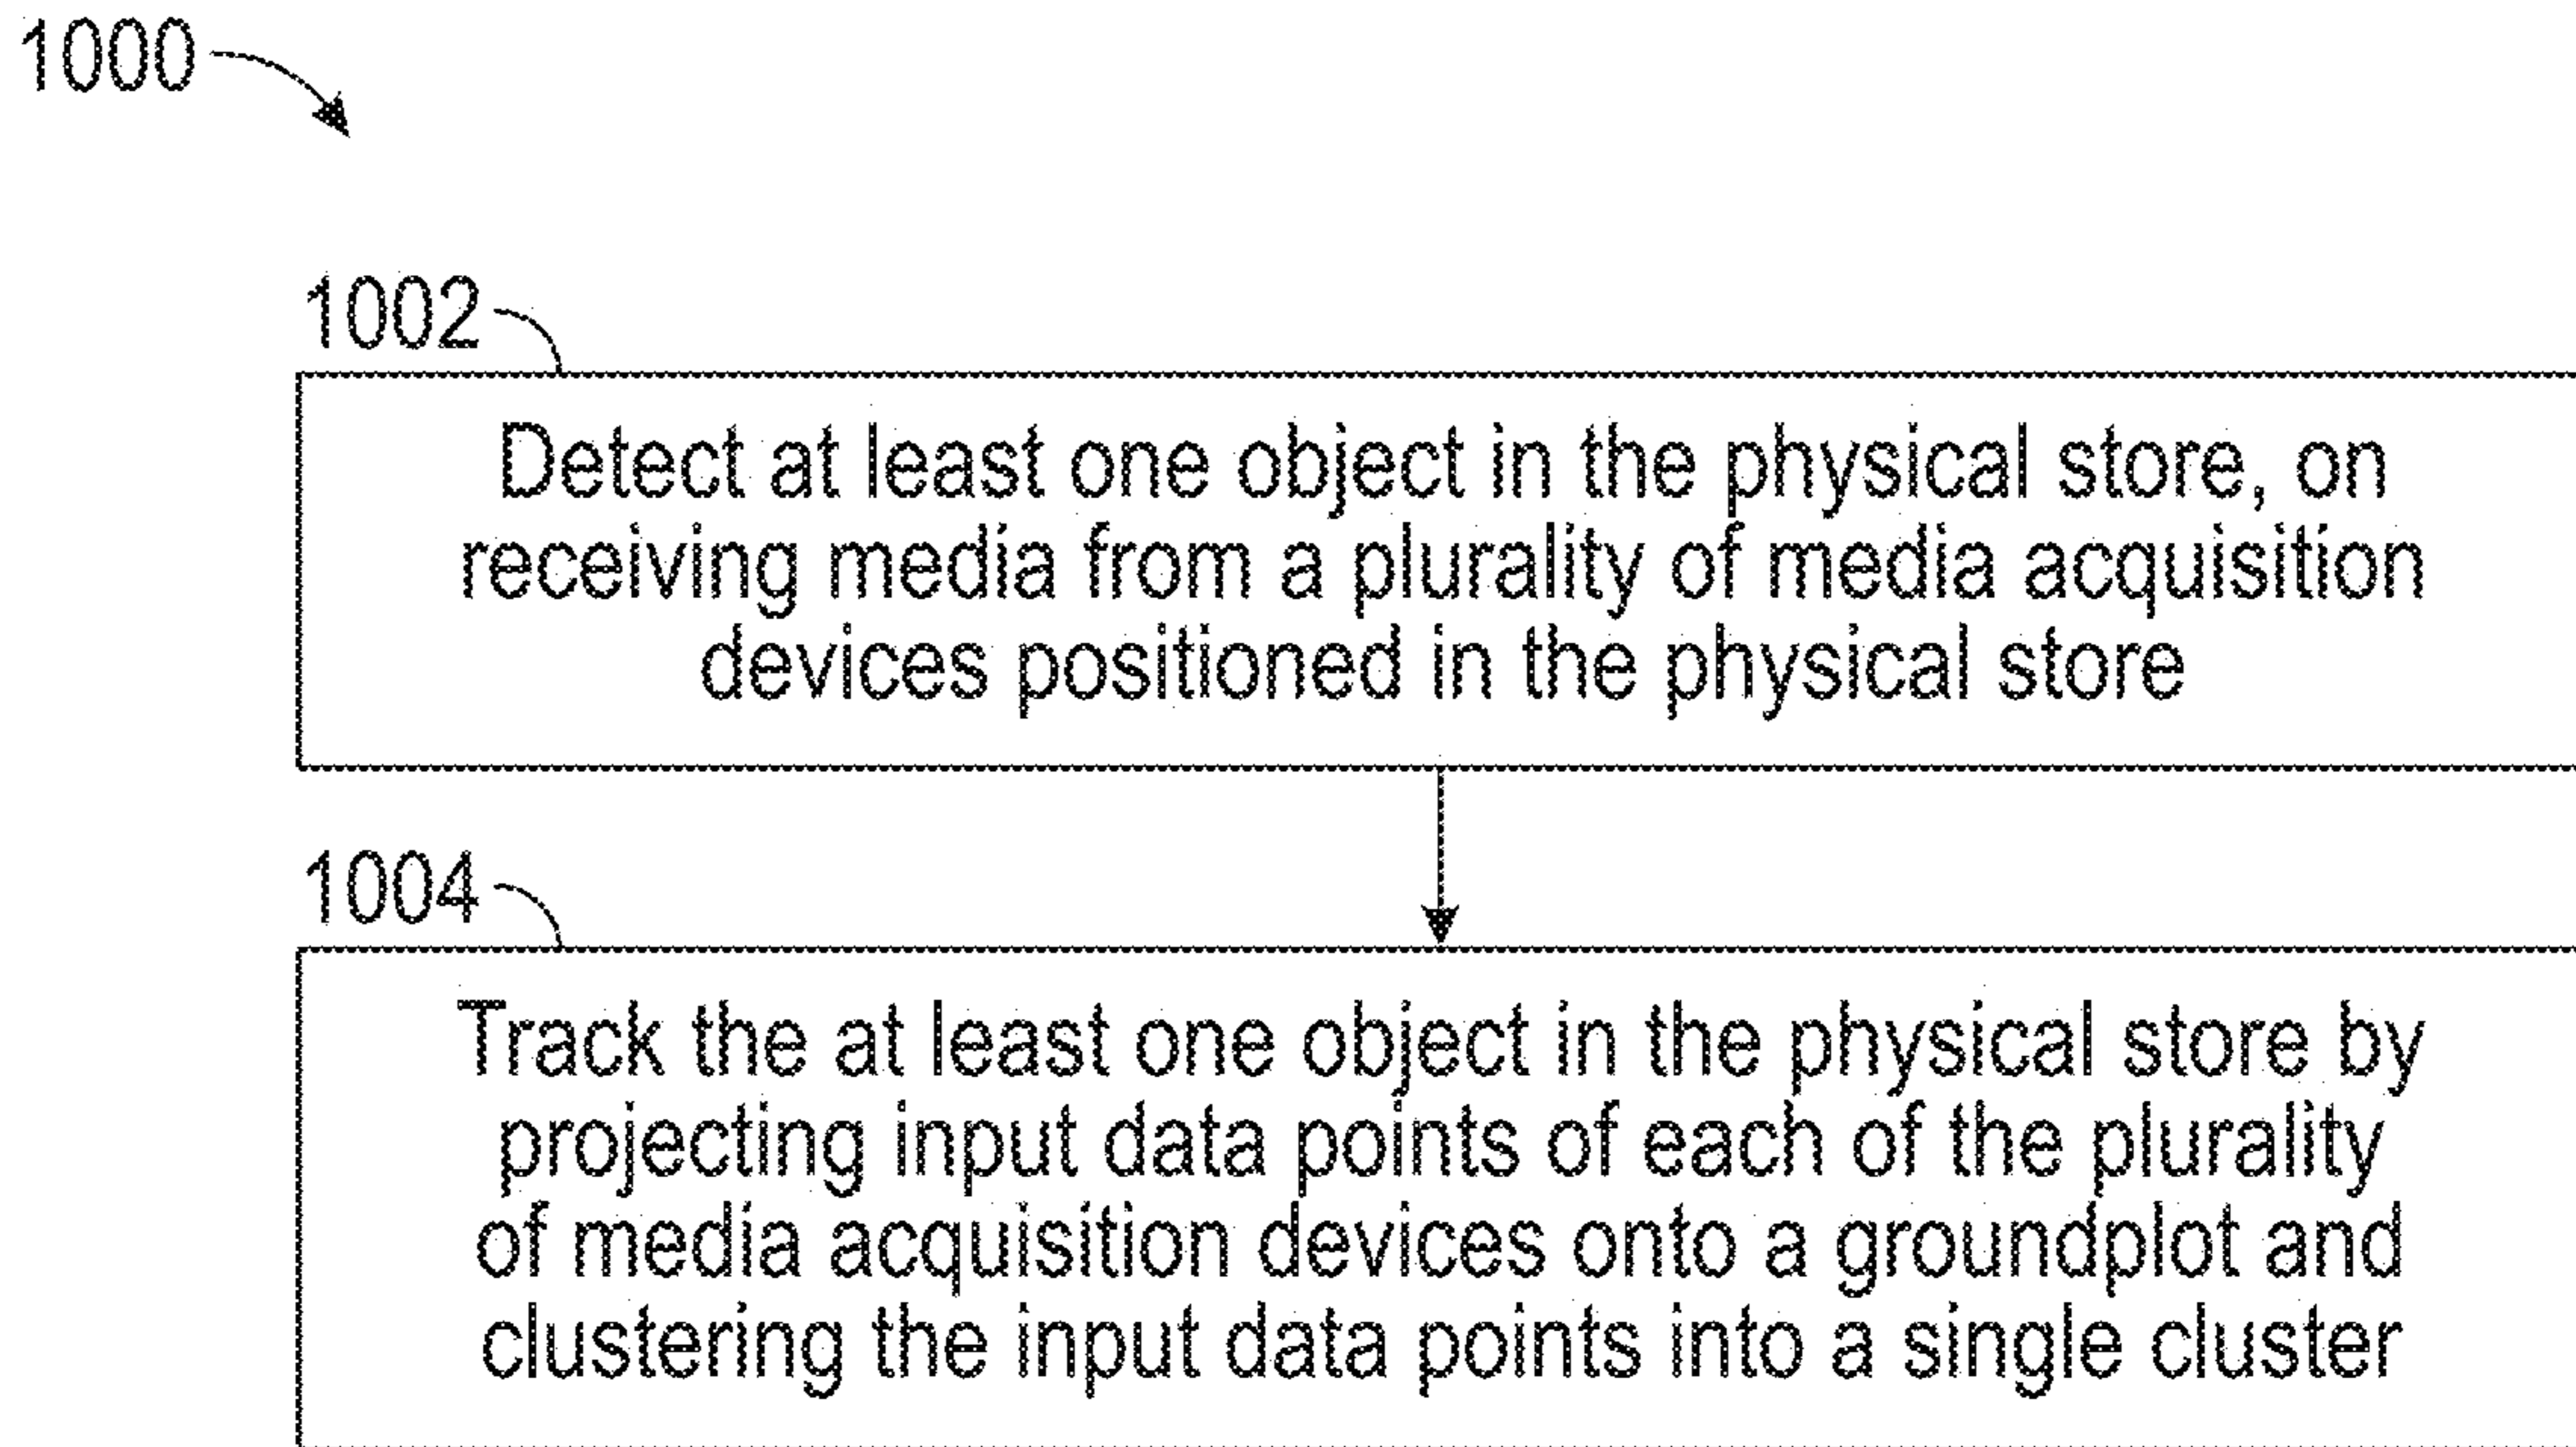 1000
1002
Detect at least one object in the physical store, on
receiving media from a plurality of media acquisition
devices positioned in the physical store
1004
Track the at least one object in the physical store by
projecting input data points of each of the plurality
of media acquisition devices onto a groundplot and
clustering the input data points into a single cluster